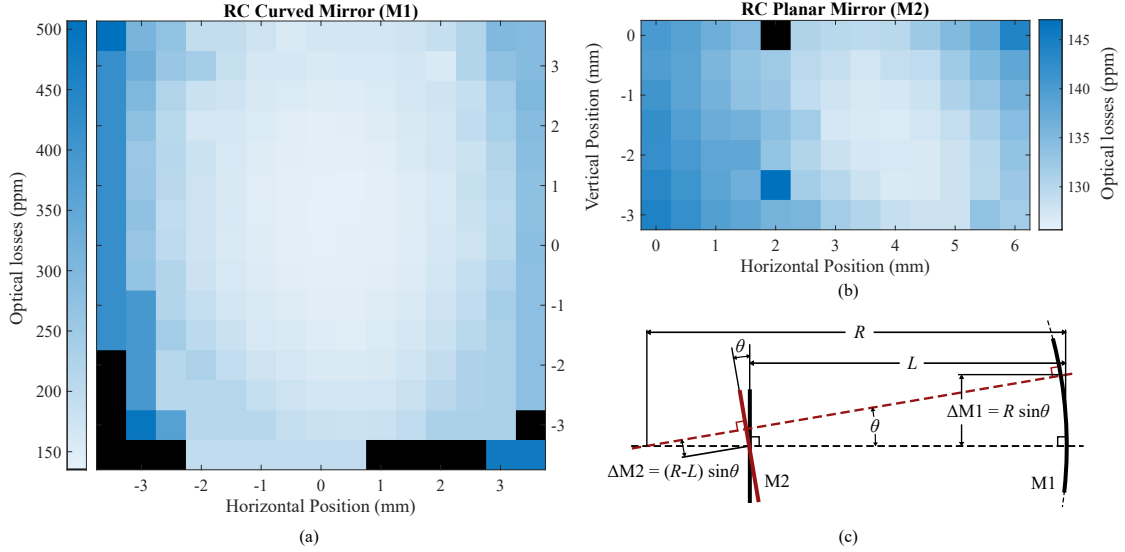 RC Curved Mirror (M1)
Optical losses (ppm)
500
450
400
350
300
250
200
150
3
2
1
0
-1
-2
-3
-3 -2 -1 0 1 2 3
Horizontal Position (mm)
(a)
RC Planar Mirror (M2)
Vertical Position (mm)
0
-1
-2
-3
0 1 2 3 4 5 6
Horizontal Position (mm)
145
140
135
130
Optical losses (ppm)
(b)
R
θ
L
ΔM1 = R sinθ
θ
ΔM2 = (R-L) sinθ
M2
M1
(c)